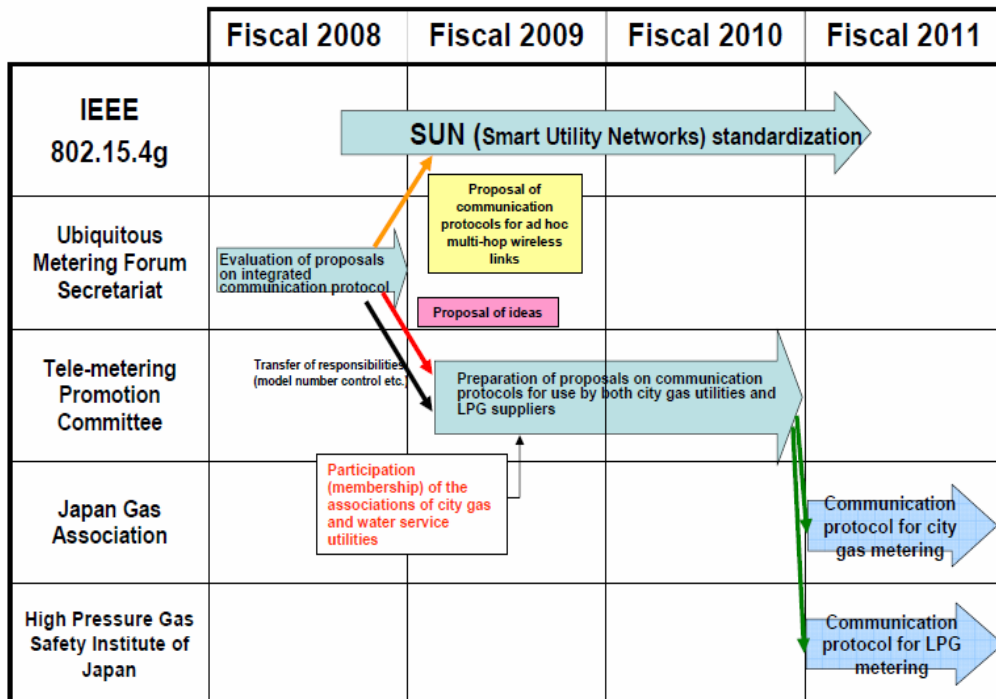 Fiscal 2008
Fiscal 2009
Fiscal 2010
Fiscal 2011
IEEE
802.15.4g
SUN (Smart Utility Networks) standardization
Ubiquitous
Metering Forum
Secretariat
Evaluation of proposals
on integrated
communication protocol
Proposal of
communication
protocols for ad hoc
multi-hop wireless
links
Proposal of ideas
Tele-metering
Promotion
Committee
Transfer of responsibilities
(model number control etc.)
Preparation of proposals on communication
protocols for use by both city gas utilities and
LPG suppliers
Participation
(membership) of the
associations of city gas
and water service
utilities
Japan Gas
Association
Communication
protocol for city
gas metering
High Pressure Gas
Safety Institute of
Japan
Communication
protocol for LPG
metering